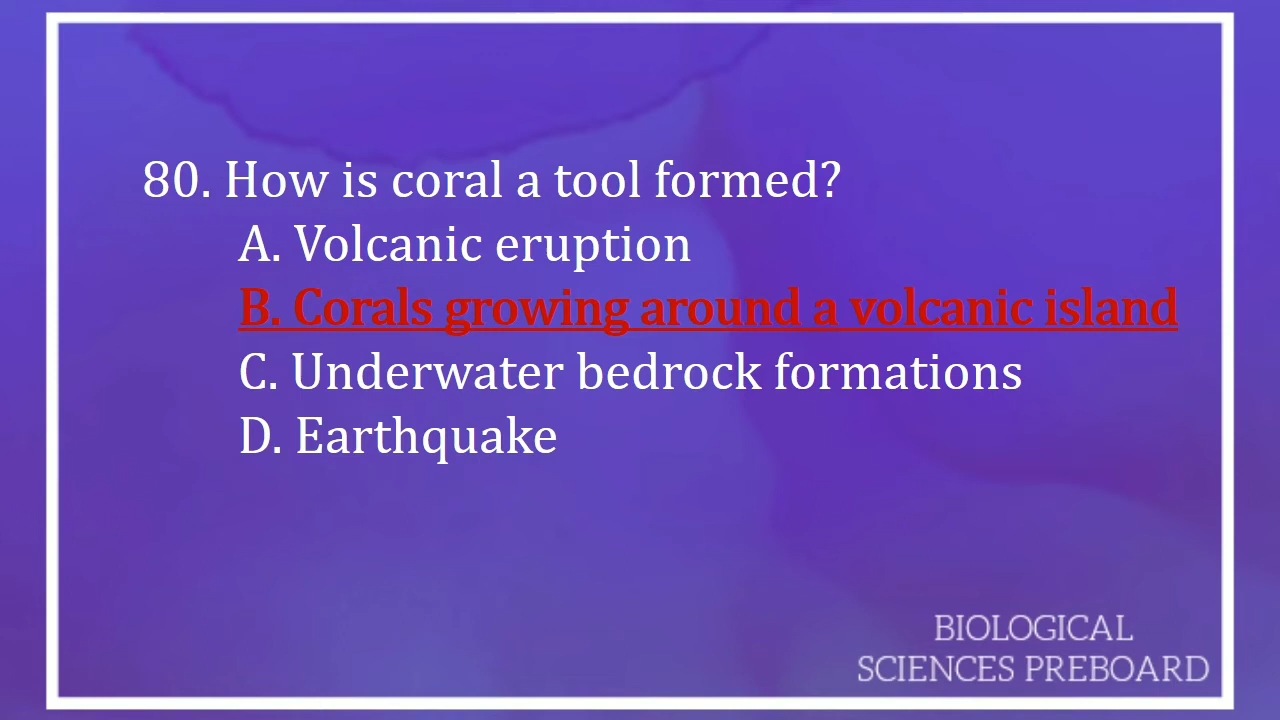 80. How is coral a tool formed?
A. Volcanic eruption
B. Corals growing around a volcanic island
C. Underwater bedrock formations
D. Earthquake
BIOLOGICAL
SCIENCES PREBOARD